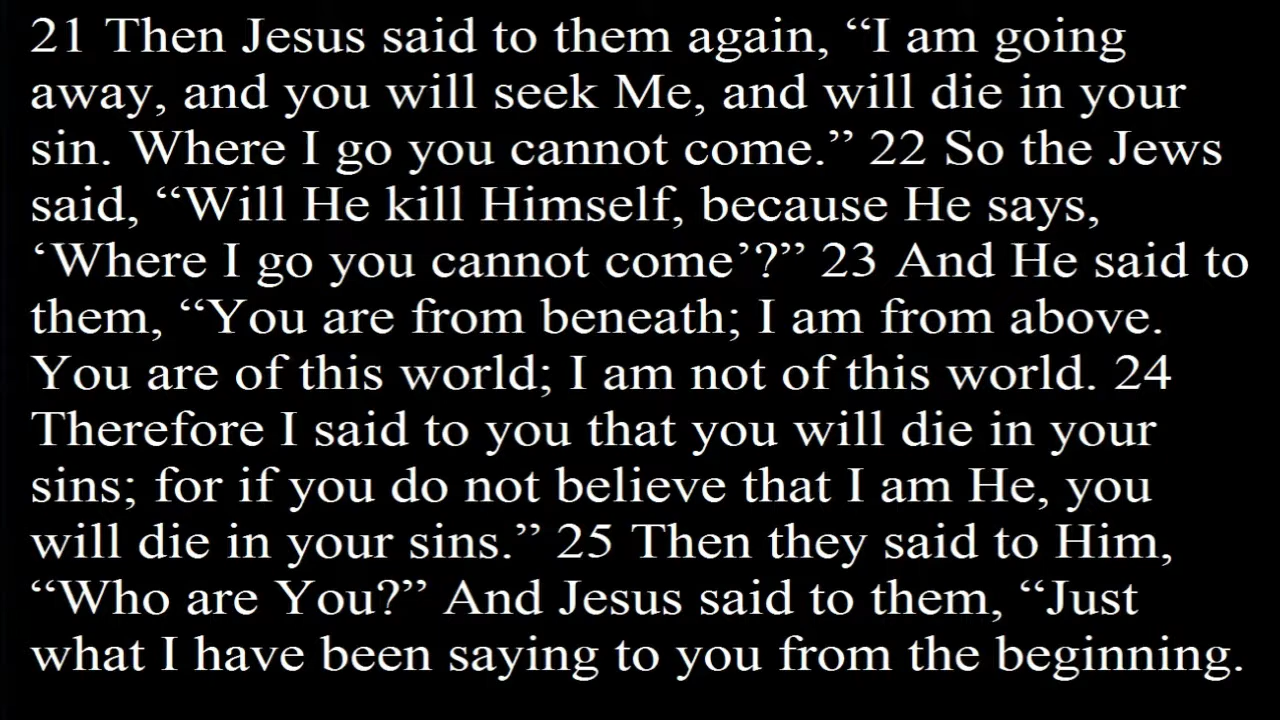 21 Then Jesus said to them again, “I am going
away, and you will seek Me, and will die in your
sin. Where I go you cannot come.” 22 So the Jews
said, “Will He kill Himself, because He says,
‘Where I go you cannot come’?” 23 And He said to
them, “You are from beneath; I am from above.
You are of this world; I am not of this world. 24
Therefore I said to you that you will die in your
sins; for if you do not believe that I am He, you
will die in your sins.” 25 Then they said to Him,
“Who are You?” And Jesus said to them, “Just
what I have been saying to you from the beginning.